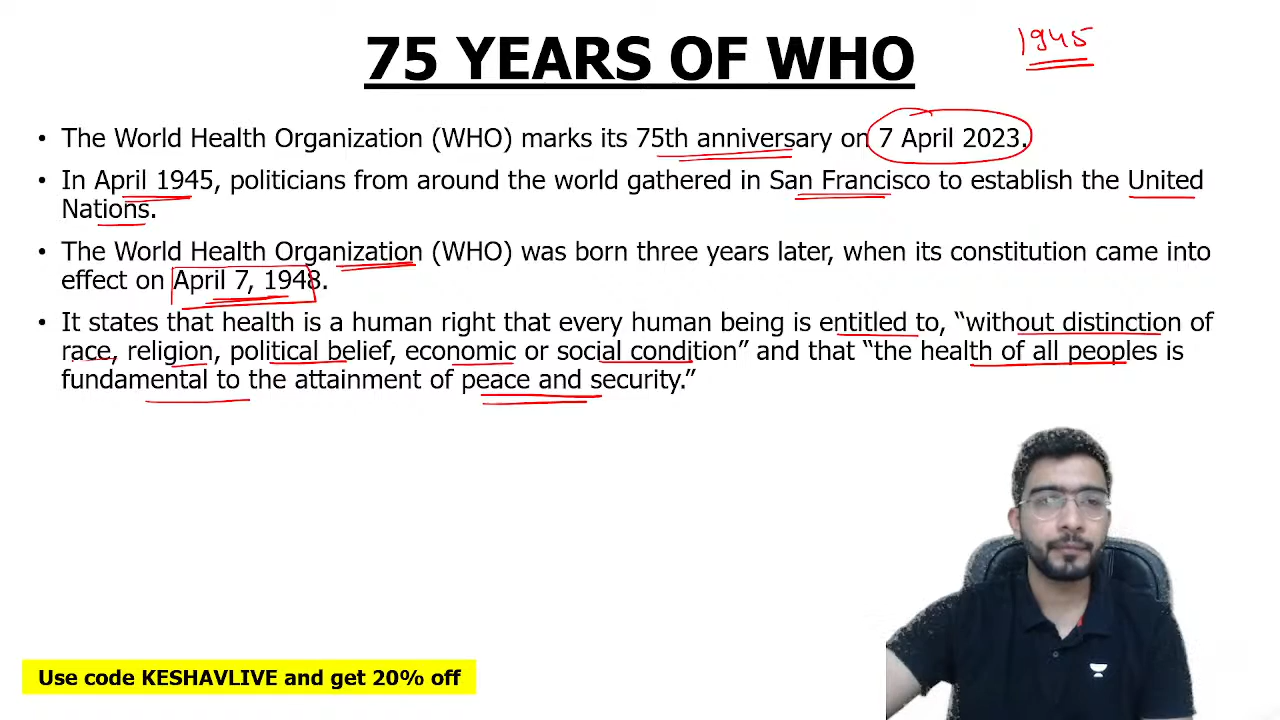 75 YEARS OF WHO
1945
• The World Health Organization (WHO) marks its 75th anniversary on 7 April 2023.
• In April 1945, politicians from around the world gathered in San Francisco to establish the United
Nations.
• The World Health Organization (WHO) was born three years later, when its constitution came into
effect on April 7, 1948.
• It states that health is a human right that every human being is entitled to, “without distinction of
race, religion, political belief, economic or social condition” and that “the health of all peoples is
fundamental to the attainment of peace and security.”
Use code KESHAVLIVE and get 20% off